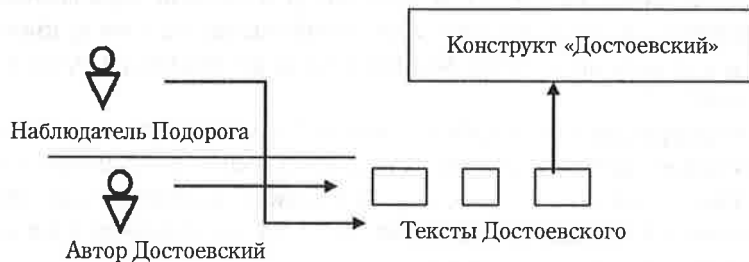 Конструкт «Достоевский»
Наблюдатель Подорога
Тексты Достоевского
Автор Достоевский